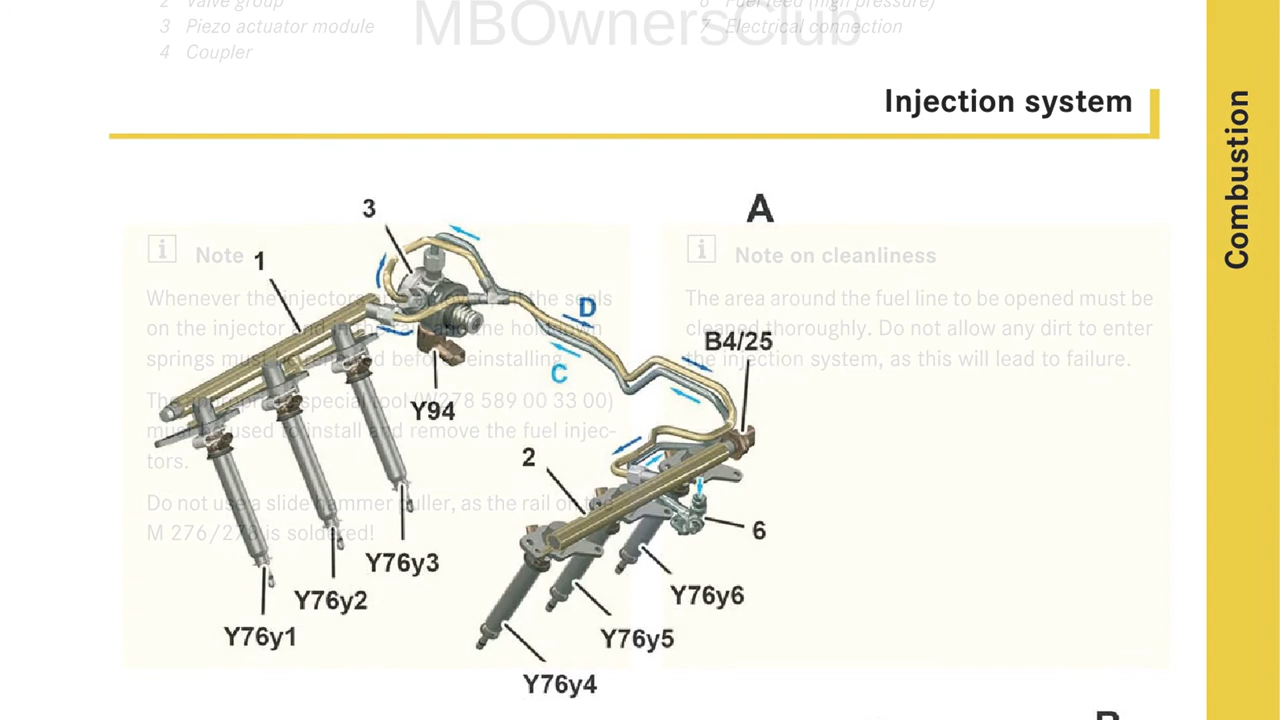 2 Valve group
3 Piezo actuator module
4 Coupler
6 Fuel feed (high pressure)
7 Electrical connection
MBOwnersClub
Injection system
Combustion
A
3
1
D
B4/25
C
Y94
2
6
Y76y3
Y76y2
Y76y1
Y76y6
Y76y5
Y76y4
i Note
Whenever the injector the seals
on the injector and the hold down
springs must be before reinstalling.
The special tool (W278 589 00 33 00)
must used to install and remove the fuel injec-
tors.
Do not use a slide hammer puller, as the rail on the
M 276/278 is soldered!
i Note on cleanliness
The area around the fuel line to be opened must be
cleaned thoroughly. Do not allow any dirt to enter
the injection system, as this will lead to failure.
B